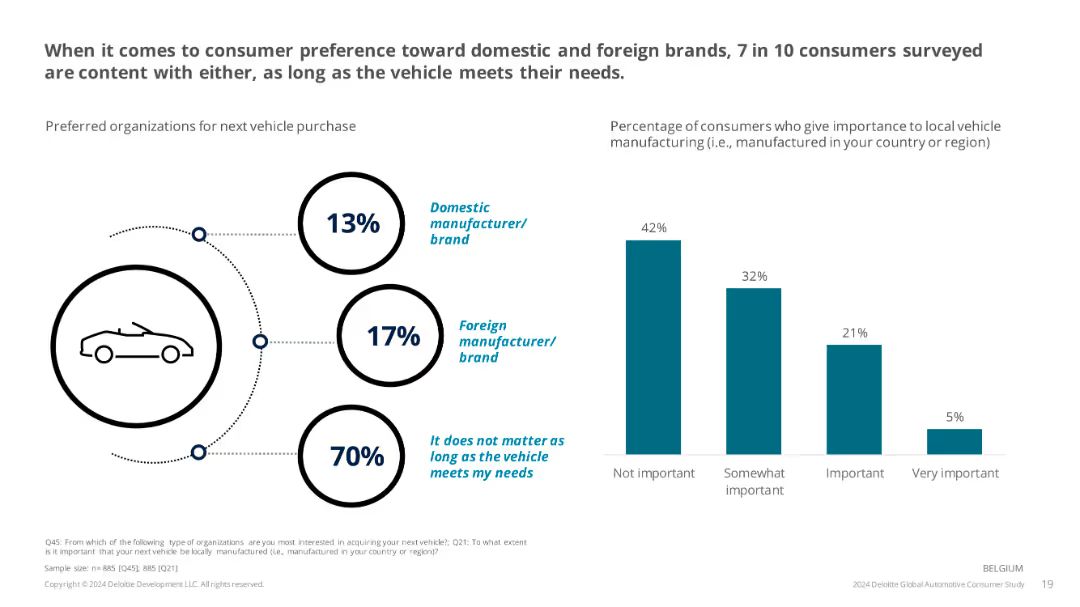 When it comes to consumer preference toward domestic and foreign brands, 7 in 10 consumers surveyed
are content with either, as long as the vehicle meets their needs.
Preferred organizations for next vehicle purchase
13%
Domestic
manufacturer/
brand
17%
Foreign
manufacturer/
brand
70%
It does not matter as
long as the vehicle
meets my needs
Percentage of consumers who give importance to local vehicle
manufacturing (i.e., manufactured in your country or region)
42%
32%
21%
5%
Not important
Somewhat
important
Important
Very important
Q45: From which of the following type of organizations are you most interested in acquiring your next vehicle?; Q21: To what extent
is it important that your next vehicle be locally manufactured (i.e., manufactured in your country or region)?
Sample size: n= 885 [Q45]; 885 [Q21]
Copyright © 2024 Deloitte Development LLC. All rights reserved.
BELGIUM
2024 Deloitte Global Automotive Consumer Study
19